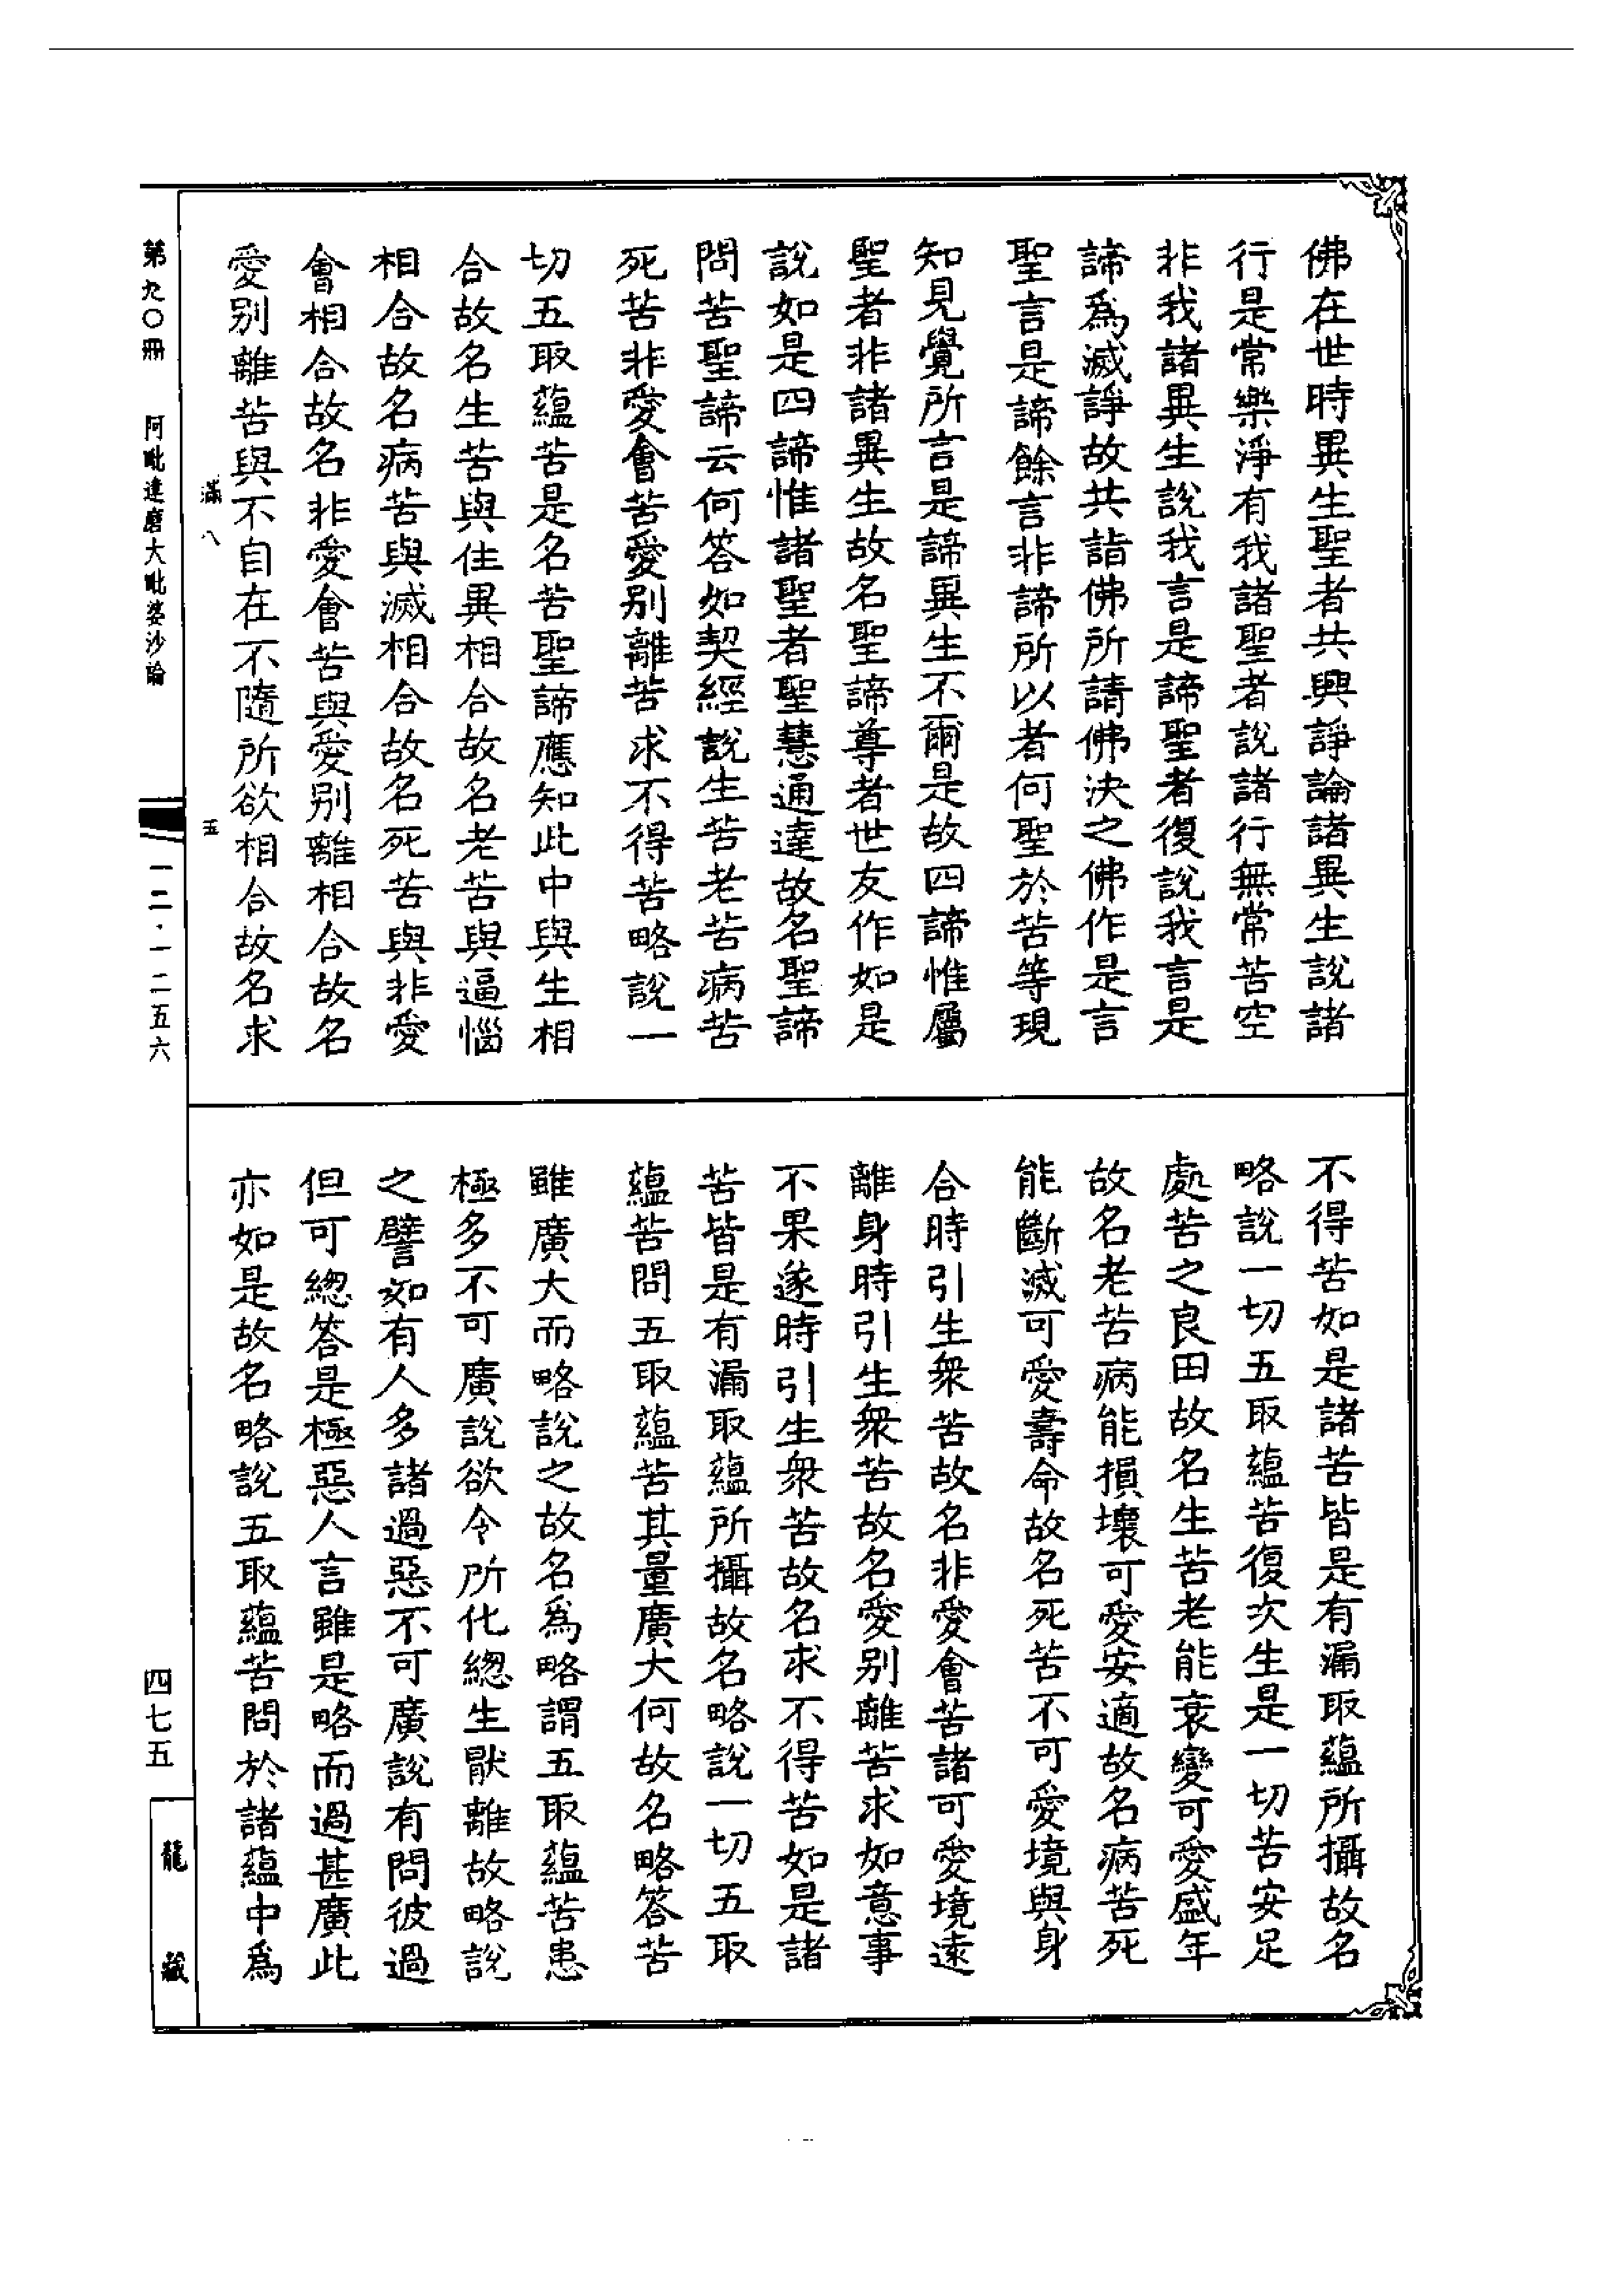 佛在世時異生聖者共興諍論諸異生說諸
行是常樂淨有我諸聖者說諸行無常苦空
非我諸異生說我言是諦聖者復說我言是
諦爲滅諍故共詣佛所請佛決之佛作是言
聖言是諦餘言非諦所以者何聖於苦等現
知見覺所言是諦異生不爾是故四諦惟屬
聖者非諸異生故名聖諦尊者世友作如是
說如是四諦惟諸聖者聖慧通達故名聖諦
問苦聖諦云何答如契經說生苦老苦病苦
死苦非愛會苦愛別離苦求不得苦略說一
切五取蘊苦是名苦聖諦應知此中與生相
合故名生苦與住異相合故名老苦與逼惱
相合故名病苦與滅相合故名死苦與非愛
會相合故名非愛會苦與愛別離相合故名
愛別離苦與不自在不隨所欲相合故名求
不得苦如是諸苦皆是有漏取蘊所攝故名
略說一切五取蘊苦復次生是一切苦安足
處苦之良田故名生苦老能衰變可愛盛年
故名老苦病能損壞可愛安適故名病苦死
能斷滅可愛壽命故名死苦不可愛境與身
合時引生衆苦故名非愛會苦諸可愛境遠
離身時引生衆苦故名愛別離苦求如意事
不果遂時引生衆苦故名求不得苦如是諸
苦皆是有漏取蘊所攝故名略說一切五取
蘊苦問五取蘊苦其量廣大何故名略答苦
雖廣大而略說之故名爲略謂五取蘊苦患
極多不可廣說欲令所化總生猒離故略說
之譬如有人多諸過惡不可廣說有問彼過
但可總答是極惡人言雖是略而過甚廣此
亦如是故名略說五取蘊苦問於諸蘊中爲
滿八
五
第九〇冊 阿毗達磨大毗婆沙論
一二·一二五六
四七五
龍藏